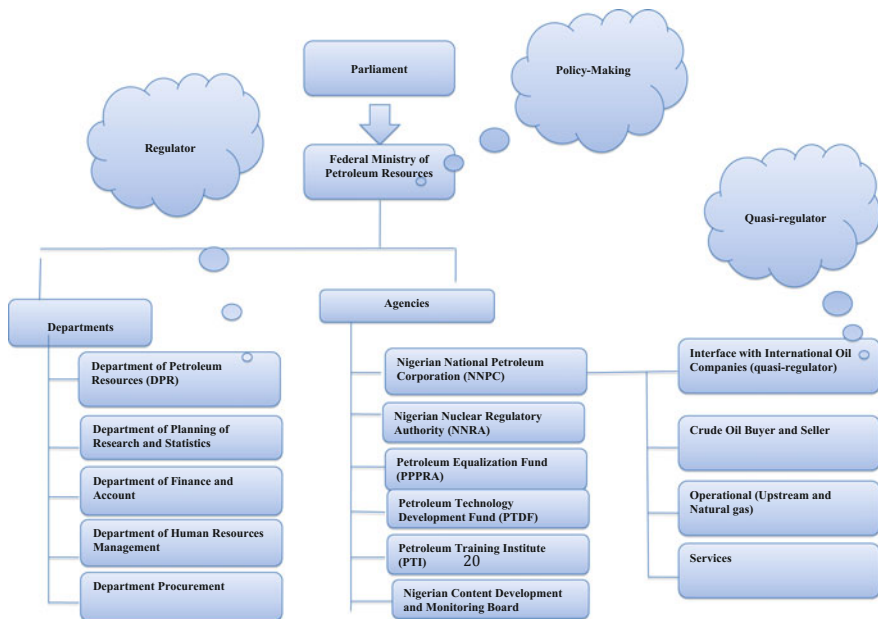 Parliament
Policy-Making
Regulator
Federal Ministry of
Petroleum Resources
Quasi-regulator
Departments
Department of Petroleum
Resources (DPR)
Department of Planning of
Research and Statistics
Department of Finance and
Account
Department of Human Resources
Management
Department Procurement
Agencies
Nigerian National Petroleum
Corporation (NNPC)
Nigerian Nuclear Regulatory
Authority (NNRA)
Petroleum Equalization Fund
(PPPRA)
Petroleum Technology
Development Fund (PTDF)
Petroleum Training Institute
(PTI) 20
Nigerian Content Development
and Monitoring Board
Interface with International Oil
Companies (quasi-regulator)
Crude Oil Buyer and Seller
Operational (Upstream and
Natural gas)
Services